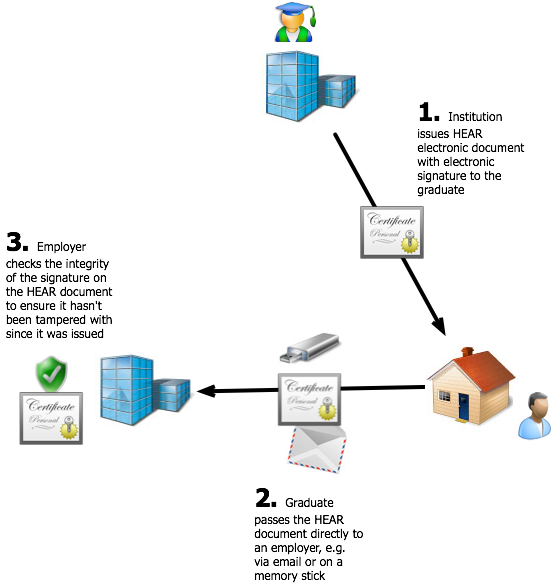 1. Institution
issues HEAR
electronic document
with electronic
signature to the
graduate
Certificate
Personal
3. Employer
checks the integrity
of the signature on
the HEAR document
to ensure it hasn't
been tampered with
since it was issued
Certificate
Personal
Certificate
Personal
2. Graduate
passes the HEAR
document directly to
an employer, e.g.
via email or on a
memory stick